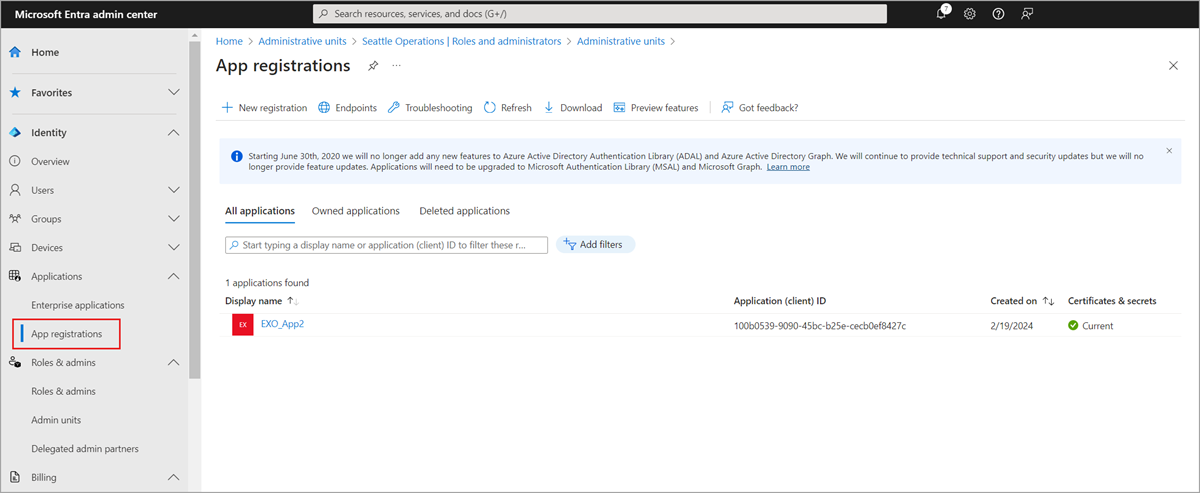 Microsoft Entra admin center
Search resources, services, and docs (G+/)
7
Home
Favorites
Identity
Overview
Users
Groups
Devices
Applications
Enterprise applications
App registrations
Roles & admins
Roles & admins
Admin units
Delegated admin partners
Billing
Home > Administrative units > Seattle Operations | Roles and administrators > Administrative units >
App registrations ...
New registration Endpoints Troubleshooting Refresh Download Preview features Got feedback?
Starting June 30th, 2020 we will no longer add any new features to Azure Active Directory Authentication Library (ADAL) and Azure Active Directory Graph. We will continue to provide technical support and security updates but we will no
longer provide feature updates. Applications will need to be upgraded to Microsoft Authentication Library (MSAL) and Microsoft Graph. Learn more
All applications Owned applications Deleted applications
Start typing a display name or application (client) ID to filter these r... Add filters
1 applications found
Display name Application (client) ID Created on Certificates & secrets
EX EXO_App2 100b0539-9090-45bc-b25e-cecb0ef8427c 2/19/2024 Current